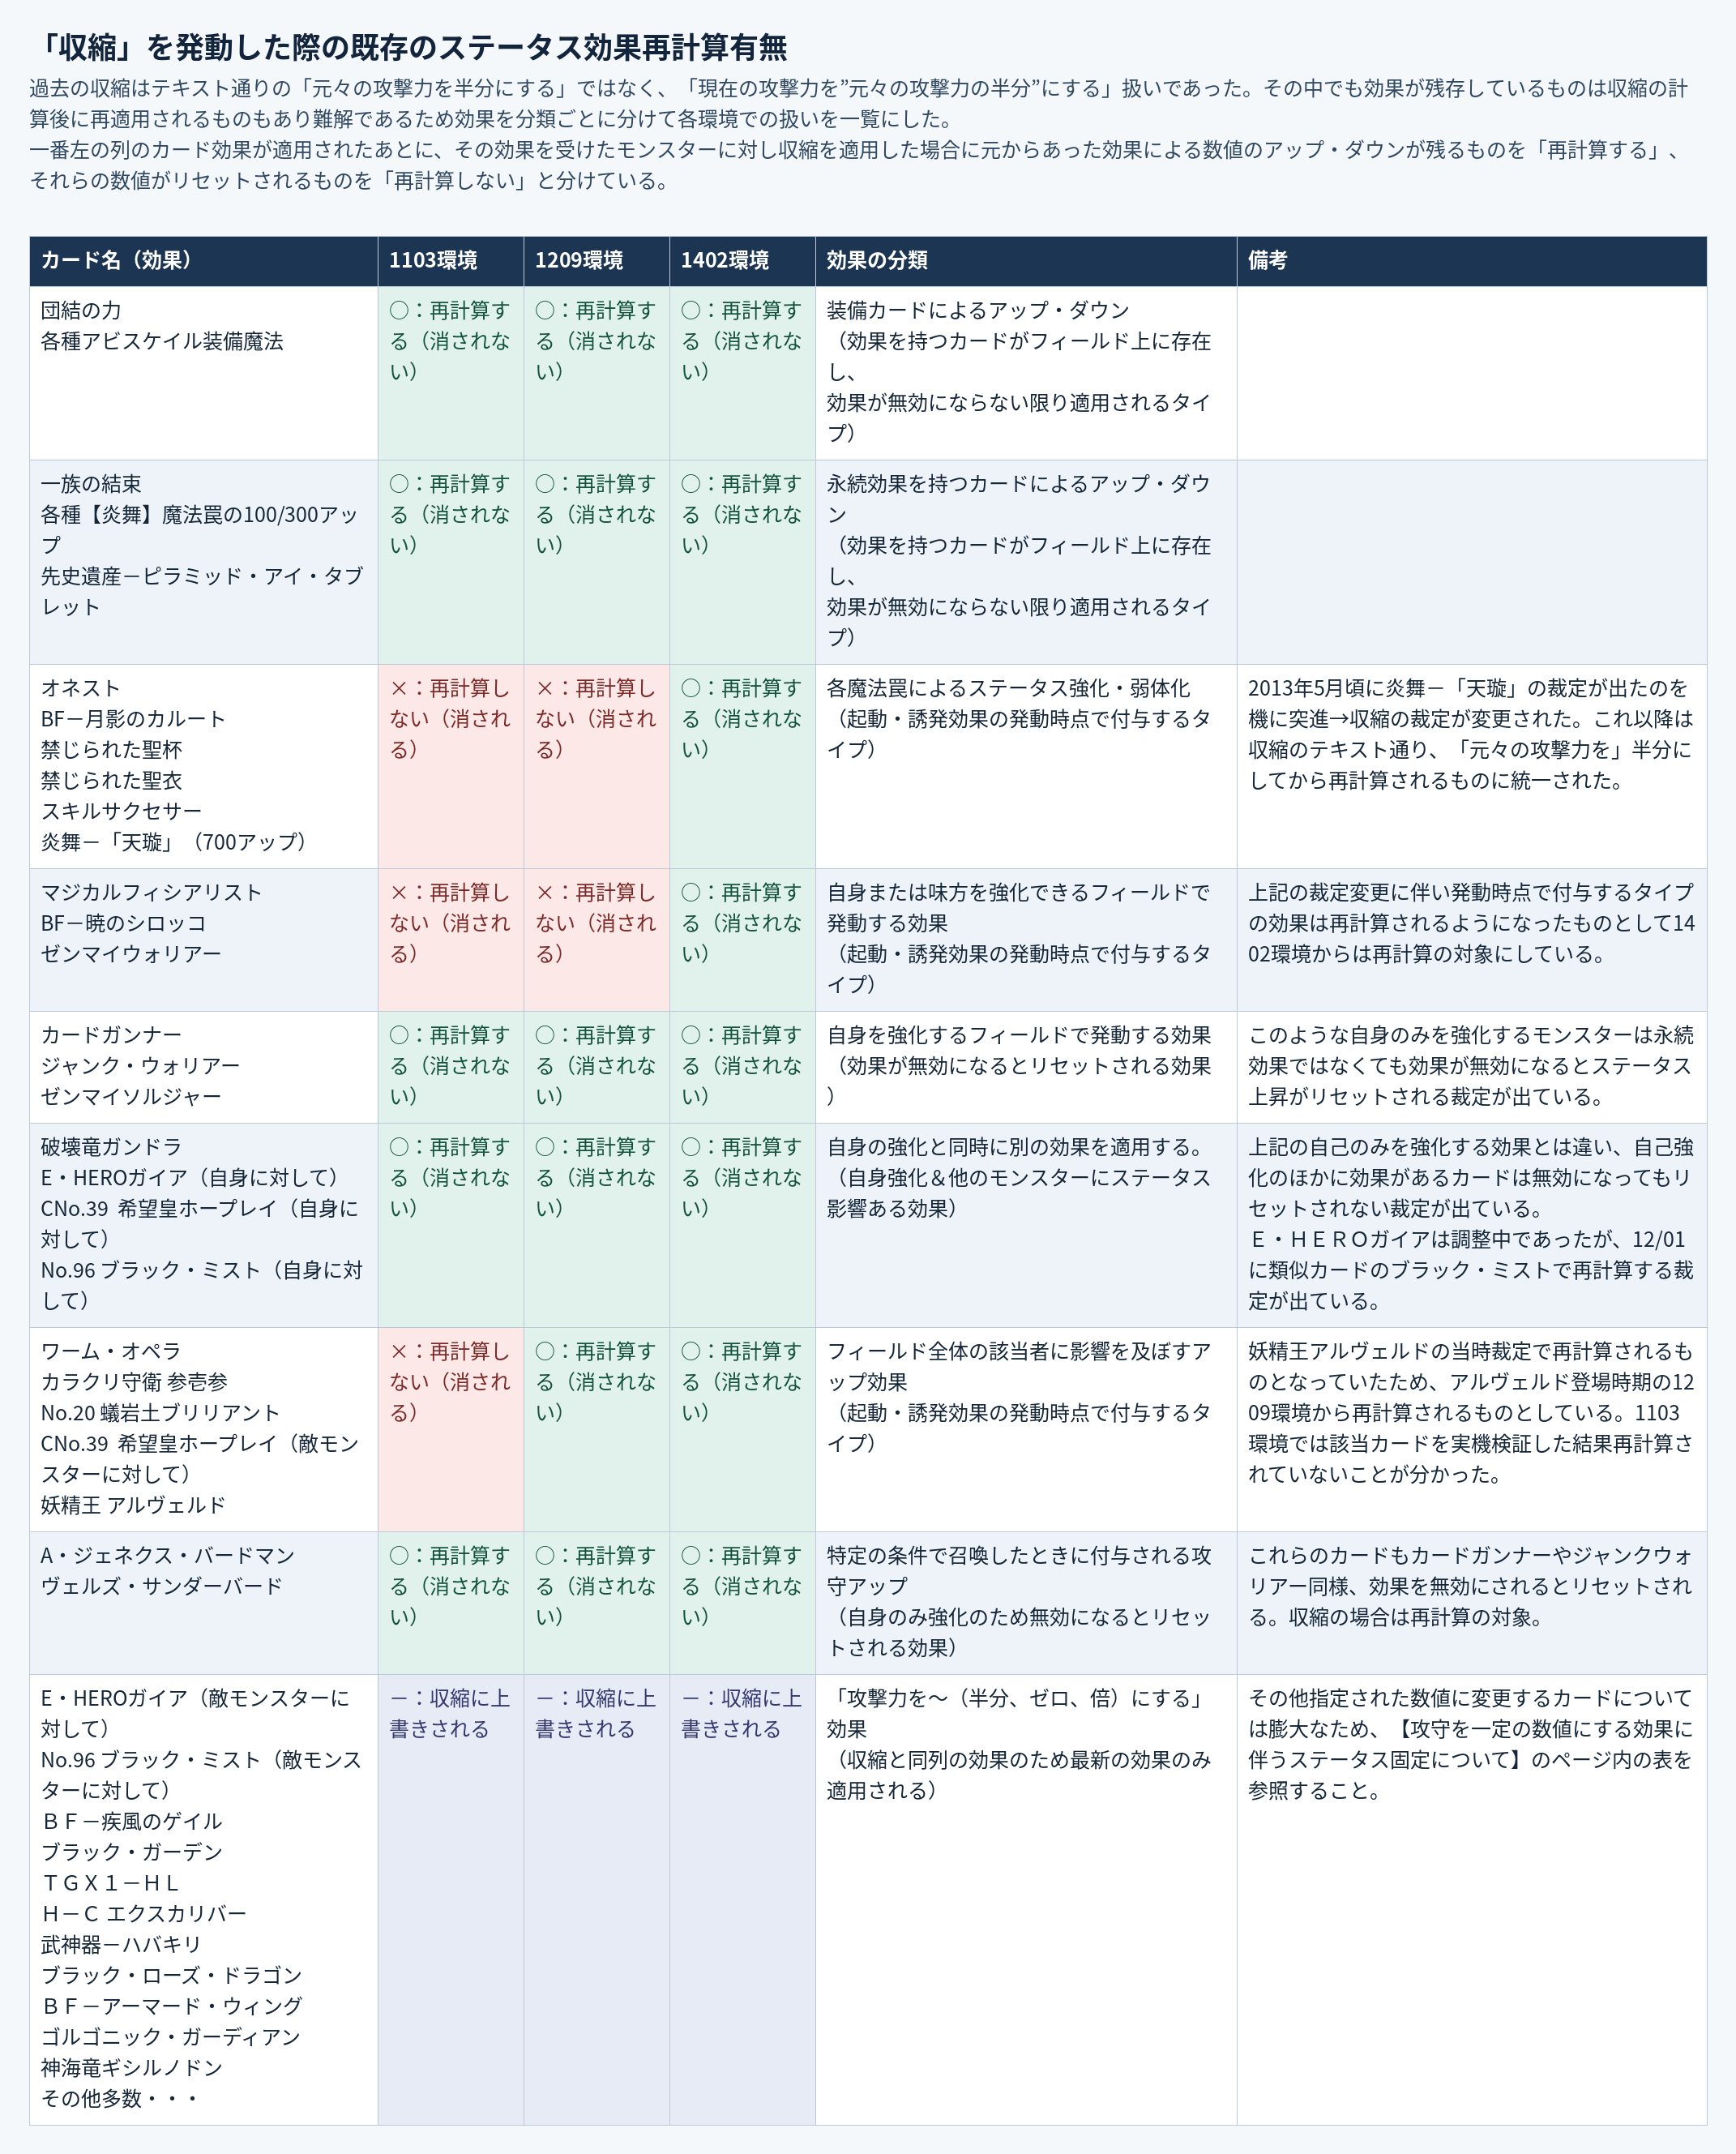 「収縮」を発動した際の既存のステータス効果再計算有無
過去の収縮はテキスト通りの「元々の攻撃力を半分にする」ではなく、「現在の攻撃力を”元々の攻撃力の半分”にする」扱いであった。その中でも効果が残存しているものは収縮の計
算後に再適用されるものもあり難解であるため効果を分類ごとに分けて各環境での扱いを一覧にした。
一番左の列のカード効果が適用されたあとに、その効果を受けたモンスターに対し収縮を適用した場合に元からあった効果による数値のアップ・ダウンが残るものを「再計算する」、
それらの数値がリセットされるものを「再計算しない」と分けている。
カード名（効果）
1103環境
1209環境
1402環境
効果の分類
備考
団結の力
各種アビスケイル装備魔法
〇：再計算す
る（消されな
い）
〇：再計算す
る（消されな
い）
〇：再計算す
る（消されな
い）
装備カードによるアップ・ダウン
（効果を持つカードがフィールド上に存在
し、
効果が無効にならない限り適用されるタイ
プ）
一族の結束
各種【炎舞】魔法罠の100/300アッ
プ
先史遺産－ピラミッド・アイ・タブ
レット
〇：再計算す
る（消されな
い）
〇：再計算す
る（消されな
い）
〇：再計算す
る（消されな
い）
永続効果を持つカードによるアップ・ダウ
ン
（効果を持つカードがフィールド上に存在
し、
効果が無効にならない限り適用されるタイ
プ）
オネスト
BF－月影のカルート
禁じられた聖杯
禁じられた聖衣
スキルサクセサー
炎舞－「天璇」（700アップ）
×：再計算し
ない（消され
る）
×：再計算し
ない（消され
る）
〇：再計算す
る（消されな
い）
各魔法罠によるステータス強化・弱体化
（起動・誘発効果の発動時点で付与するタ
イプ）
2013年5月頃に炎舞－「天璇」の裁定が出たのを
機に突進→収縮の裁定が変更された。これ以降は
収縮のテキスト通り、「元々の攻撃力を」半分に
してから再計算されるものに統一された。
マジカルフィシアリスト
BF－暁のシロッコ
ゼンマイウォリアー
×：再計算し
ない（消され
る）
×：再計算し
ない（消され
る）
〇：再計算す
る（消されな
い）
自身または味方を強化できるフィールドで
発動する効果
（起動・誘発効果の発動時点で付与するタ
イプ）
上記の裁定変更に伴い発動時点で付与するタイプ
の効果は再計算されるようになったものとして14
02環境からは再計算の対象にしている。
カードガンナー
ジャンク・ウォリアー
ゼンマイソルジャー
〇：再計算す
る（消されな
い）
〇：再計算す
る（消されな
い）
〇：再計算す
る（消されな
い）
自身を強化するフィールドで発動する効果
（効果が無効になるとリセットされる効果
）
このような自身のみを強化するモンスターは永続
効果ではなくても効果が無効になるとステータス
上昇がリセットされる裁定が出ている。
破壊竜ガンドラ
E・HEROガイア（自身に対して）
CNo.39 希望皇ホープレイ（自身に
対して）
No.96 ブラック・ミスト（自身に対
して）
〇：再計算す
る（消されな
い）
〇：再計算す
る（消されな
い）
〇：再計算す
る（消されな
い）
自身の強化と同時に別の効果を適用する。
（自身強化＆他のモンスターにステータス
影響ある効果）
上記の自己のみを強化する効果とは違い、自己強
化のほかに効果があるカードは無効になってもリ
セットされない裁定が出ている。
Ｅ・ＨＥＲＯガイアは調整中であったが、12/01
に類似カードのブラック・ミストで再計算する裁
定が出ている。
ワーム・オペラ
カラクリ守衛 参壱参
No.20 蟻岩土ブリリアント
CNo.39 希望皇ホープレイ（敵モン
スターに対して）
妖精王 アルヴェルド
×：再計算し
ない（消され
る）
〇：再計算す
る（消されな
い）
〇：再計算す
る（消されな
い）
フィールド全体の該当者に影響を及ぼすア
ップ効果
（起動・誘発効果の発動時点で付与するタ
イプ）
妖精王アルヴェルドの当時裁定で再計算されるも
のとなっていたため、アルヴェルド登場時期の12
09環境から再計算されるものとしている。1103
環境では該当カードを実機検証した結果再計算さ
れていないことが分かった。
A・ジェネクス・バードマン
ヴェルズ・サンダーバード
〇：再計算す
る（消されな
い）
〇：再計算す
る（消されな
い）
〇：再計算す
る（消されな
い）
特定の条件で召喚したときに付与される攻
守アップ
（自身のみ強化のため無効になるとリセッ
トされる効果）
これらのカードもカードガンナーやジャンクウォ
リアー同様、効果を無効にされるとリセットされ
る。収縮の場合は再計算の対象。
E・HEROガイア（敵モンスターに
対して）
No.96 ブラック・ミスト（敵モンス
ターに対して）
ＢＦ－疾風のゲイル
ブラック・ガーデン
ＴＧＸ１－ＨＬ
Ｈ－Ｃ エクスカリバー
武神器－ハバキリ
ブラック・ローズ・ドラゴン
ＢＦ－アーマード・ウィング
ゴルゴニック・ガーディアン
神海竜ギシルノドン
その他多数・・・
－：収縮に上
書きされる
－：収縮に上
書きされる
－：収縮に上
書きされる
「攻撃力を～（半分、ゼロ、倍）にする」
効果
（収縮と同列の効果のため最新の効果のみ
適用される）
その他指定された数値に変更するカードについて
は膨大なため、【攻守を一定の数値にする効果に
伴うステータス固定について】のページ内の表を
参照すること。